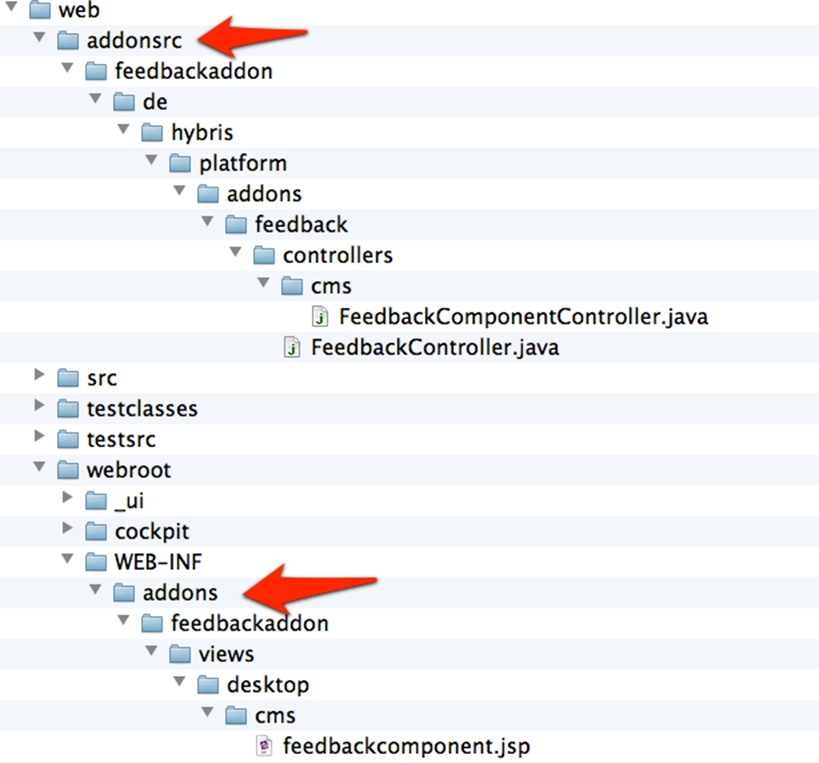 web
addonsrc
feedbackaddon
de
hybris
platform
addons
feedback
controllers
cms
FeedbackComponentController.java
FeedbackController.java
src
testclasses
testsrc
webroot
_ui
cockpit
WEB-INF
addons
feedbackaddon
views
desktop
cms
feedbackcomponent.jsp